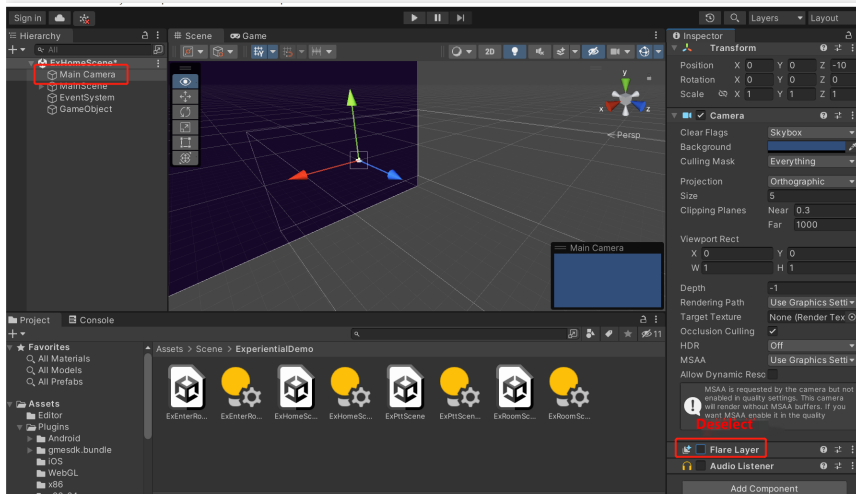 Sign in
Layers
Layout
Hierarchy
Scene
Game
Inspector
All
2D
ExHomeScene*
Main Camera
MainScene
EventSystem
GameObject
y
x
z
Persp
Main Camera
Transform
Position X 0 Y 0 Z -10
Rotation X 0 Y 0 Z 0
Scale X 1 Y 1 Z 1
Camera
Clear Flags Skybox
Background
Culling Mask Everything
Projection Orthographic
Size 5
Clipping Planes Near 0.3
Far 1000
Viewport Rect
X 0 Y 0
W 1 H 1
Depth -1
Rendering Path Use Graphics Setti
Target Texture None (Render Tex
Occlusion Culling
HDR Off
MSAA Use Graphics Setti
Allow Dynamic Reso
MSAA is requested by the camera but not
enabled in quality settings. This camera
will render without MSAA buffers. If you
want MSAA enable it in the quality
Deselect
Flare Layer
Audio Listener
Add Component
Project
Console
11
Favorites
All Materials
All Models
All Prefabs
Assets
Editor
Plugins
Android
gmesdk.bundle
iOS
WebGL
x86
Assets > Scene > ExperientialDemo
ExEnterRo... ExEnterRo... ExHomeSc... ExHomeSc... ExPttScene ExPttScen... ExRoomSc... ExRoomSc...